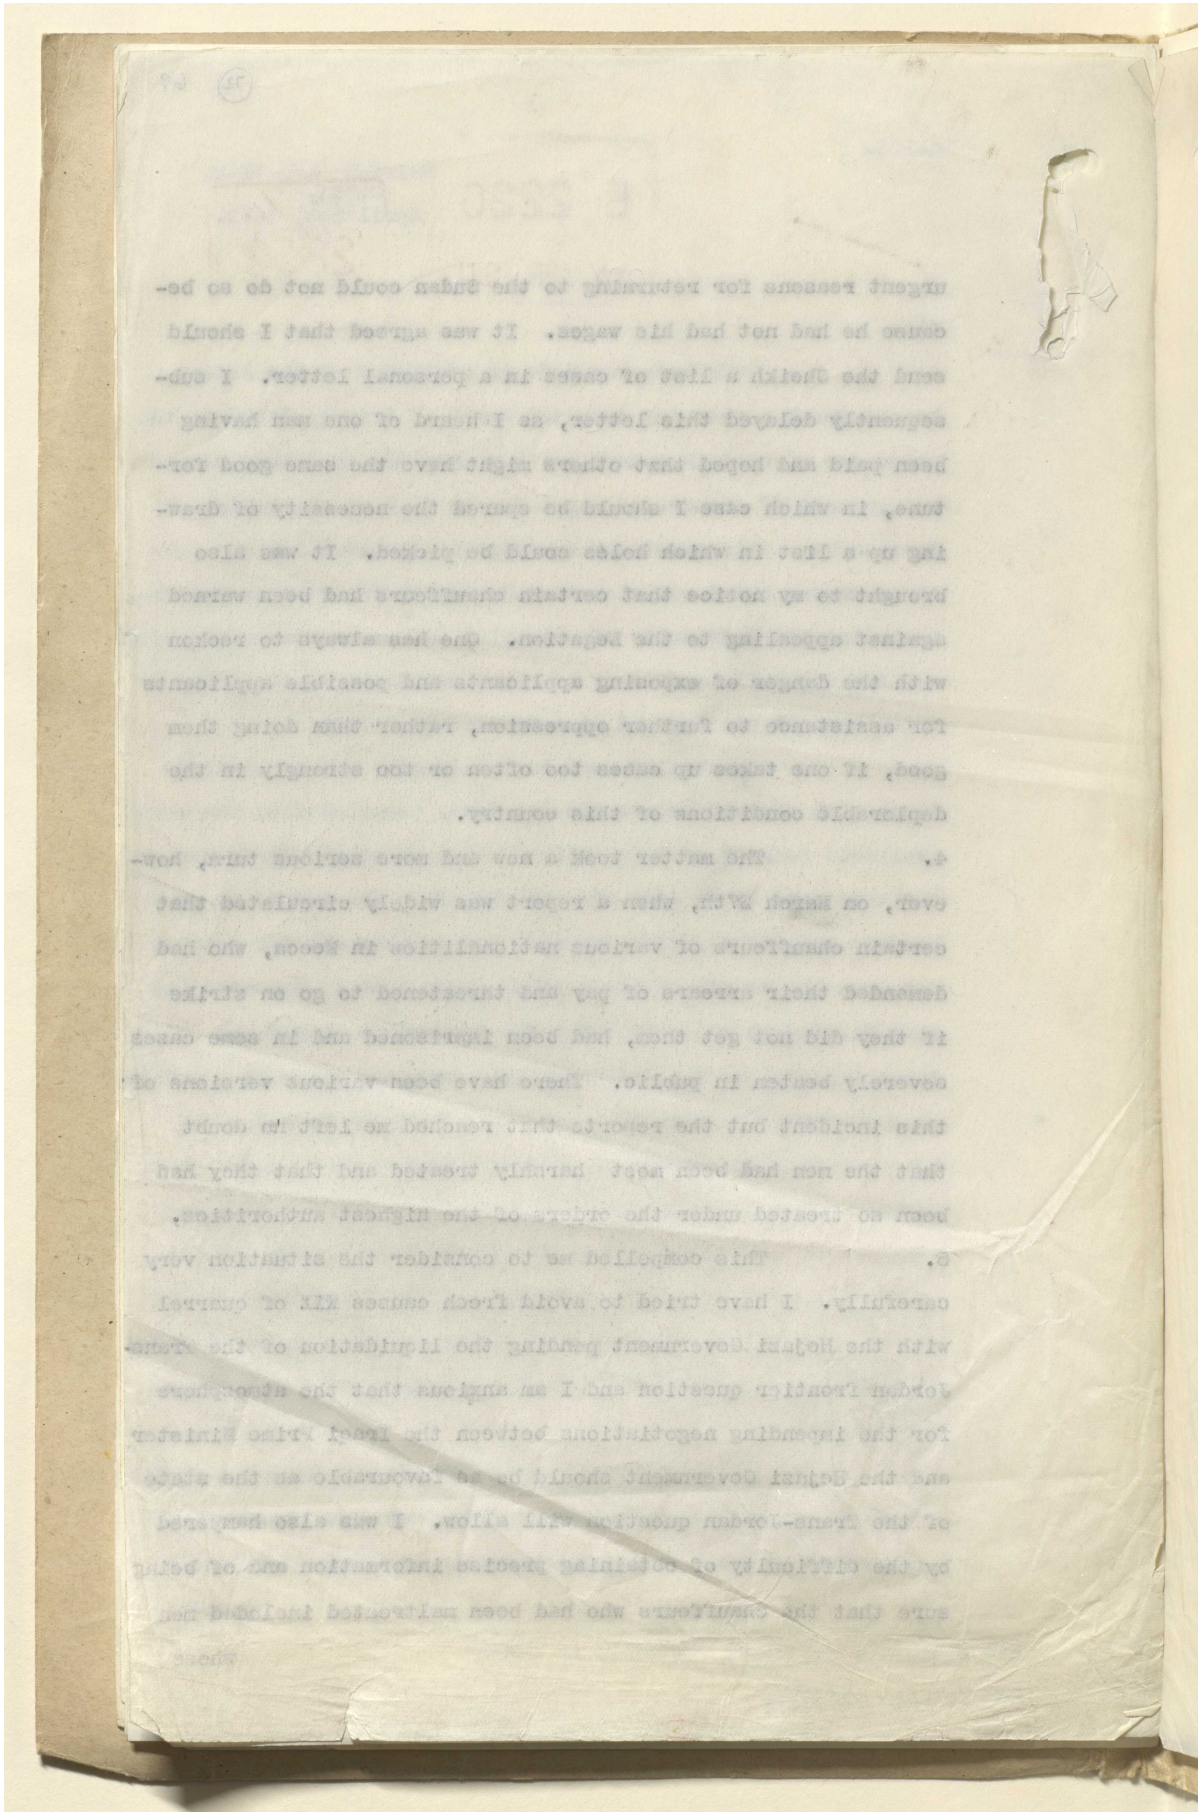 urgent reasons for returning to the Sudan could not do so be-
cause he had not had his wages. It was agreed that I should
send the Sheikh a list of cases in a personal letter. I sub-
sequently delayed this letter, as I heard of one man having
been paid and hoped that others might have the same good for-
tune, in which case I should be spared the necessity of draw-
ing up a list in which holes could be picked. It was also
brought to my notice that certain chauffeurs had been warned
against appealing to the Legation. One has always to reckon
with the danger of exposing applicants and possible applicants
for assistance to further oppression, rather than doing them
good, if one takes up cases too often or too strongly in the
deplorable conditions of this country.
4. The matter took a new and more serious turn, how-
ever, on March 27th, when a report was widely circulated that
certain chauffeurs of various nationalities in Mecca, who had
demanded their arrears of pay and threatened to go on strike
if they did not get them, had been imprisoned and in some cases
severely beaten in public. There have been various versions of
this incident but the reports that reached me left no doubt
that the men had been most harshly treated and that they had
been so treated under the orders of the highest authorities.
5. This compelled me to consider the situation very
carefully. I have tried to avoid fresh causes of quarrel
with the Hejazi Government pending the liquidation of the Trans-
Jordan frontier question and I am anxious that the atmosphere
for the impending negotiations between the Iraqi Prime Minister
and the Hejazi Government should be as favourable as the state
of the Trans-Jordan question will allow. I was also hampered
by the difficulty of obtaining precise information and of being
sure that the chauffeurs who had been maltreated included men
whose